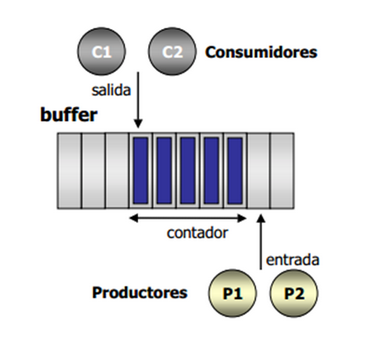 C1 C2 Consumidores
salida
buffer
contador
entrada
Productores P1 P2